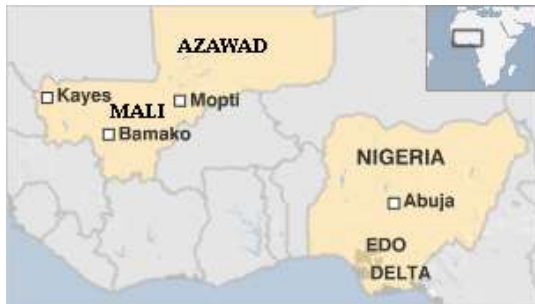 AZAWAD
Kayes
MALI
Mopti
Bamako
NIGERIA
Abuja
EDO
DELTA